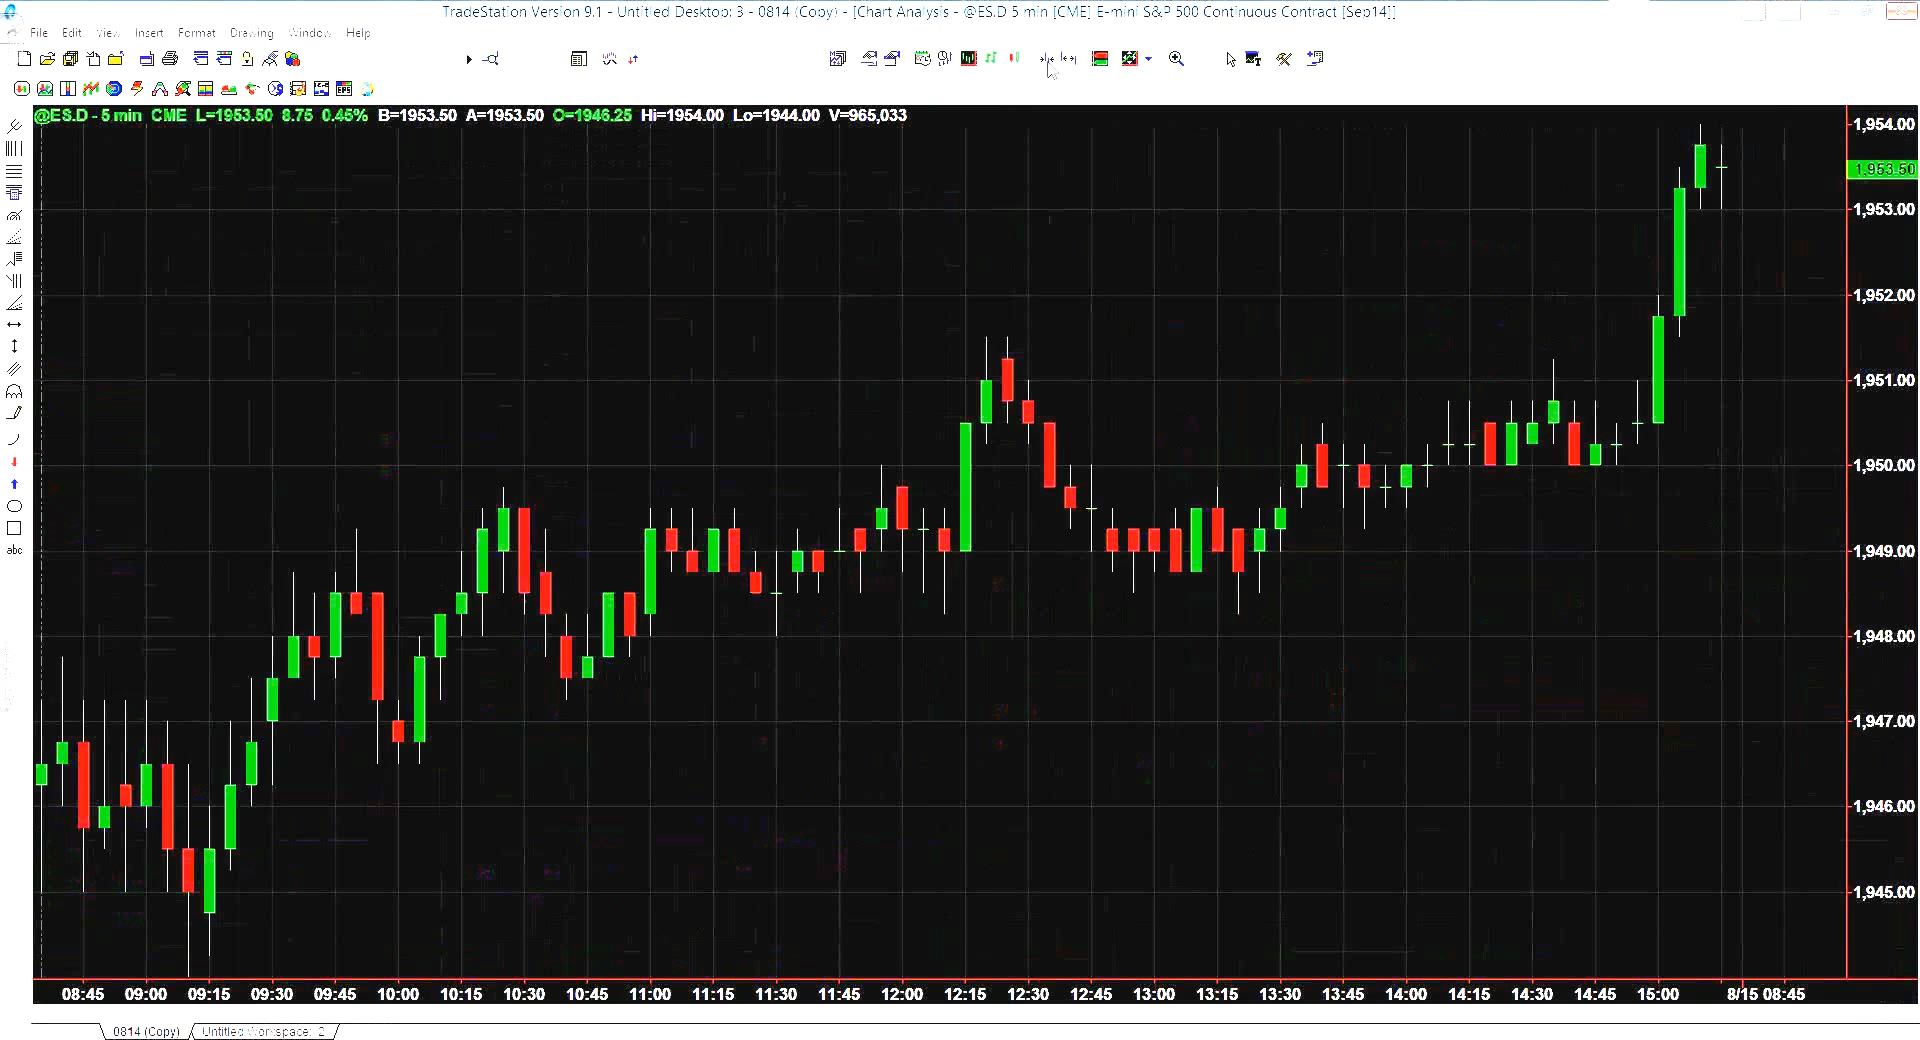 TradeStation Version 9.1 - Untitled Desktop: 3 - 0814 (Copy) - [Chart Analysis - @ES.D 5 min [CME] E-mini S&P 500 Continuous Contract [Sep14]]
File Edit View Insert Format Drawing Window Help
@ES.D - 5 min CME L=1953.50 8.75 0.45% B=1953.50 A=1953.50 O=1946.25 Hi=1954.00 Lo=1944.00 V=965,033
1,954.00
1,953.50
1,953.00
1,952.00
1,951.00
1,950.00
1,949.00
1,948.00
1,947.00
1,946.00
1,945.00
abc
08:45 09:00 09:15 09:30 09:45 10:00 10:15 10:30 10:45 11:00 11:15 11:30 11:45 12:00 12:15 12:30 12:45 13:00 13:15 13:30 13:45 14:00 14:15 14:30 14:45 15:00 8/15 08:45
0814 (Copy) Untitled Workspace: 2